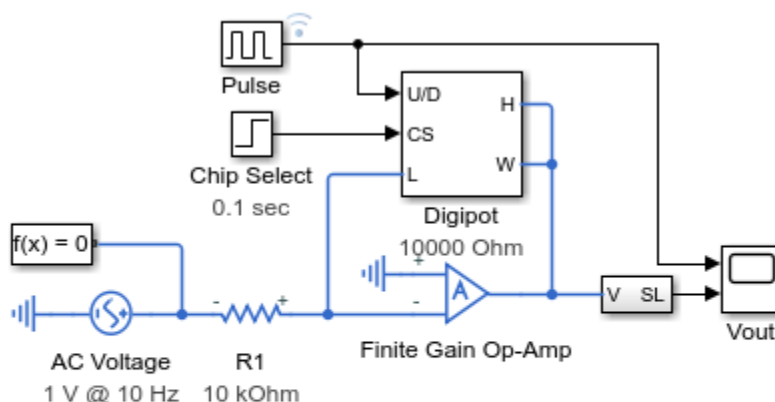 Pulse
U/D
H
CS
W
L
Chip Select
0.1 sec
Digipot
10000 Ohm
f(x) = 0
+
-
+
-
A
V SL
AC Voltage
1 V @ 10 Hz
R1
10 kOhm
Finite Gain Op-Amp
Vout